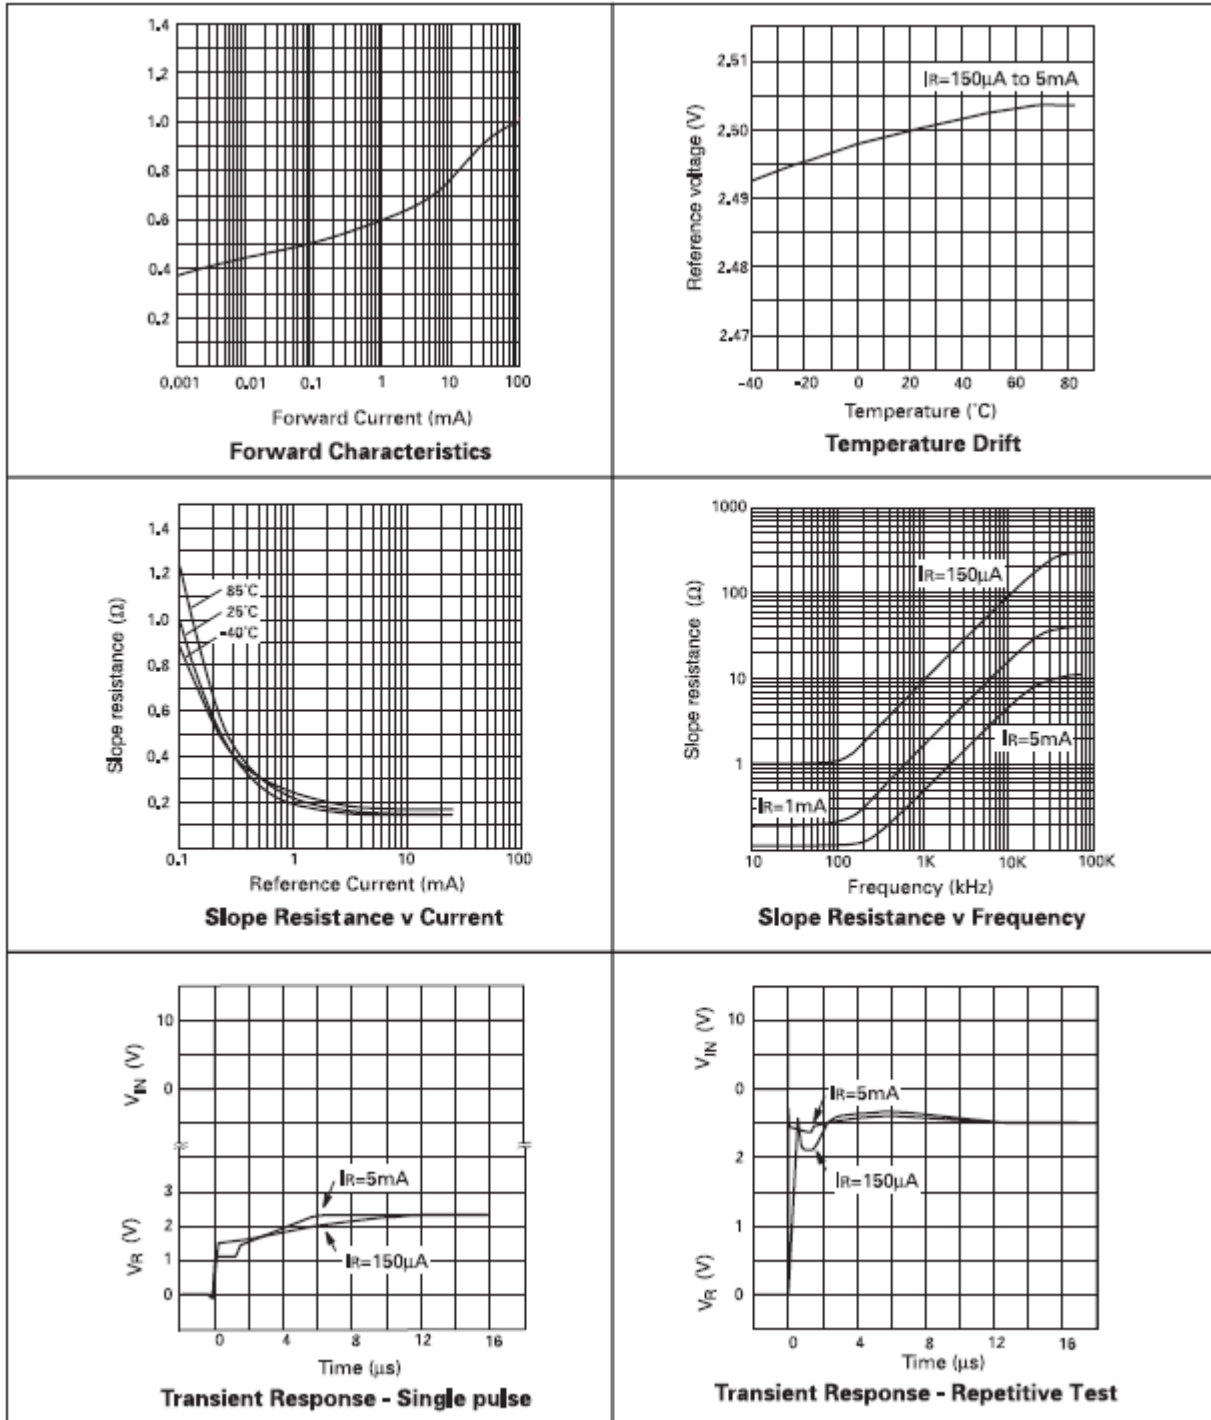 1.4
1.2
1.0
0.8
0.6
0.4
0.2
0.001 0.01 0.1 1 10 100
Forward Current (mA)
Forward Characteristics
Reference voltage (V)
2.51
2.50
2.49
2.48
2.47
IR=150µA to 5mA
-40 -20 0 20 40 60 80
Temperature (°C)
Temperature Drift
Slope resistance (Ω)
1.4
1.2
1.0
0.8
0.6
0.4
0.2
85°C
25°C
-40°C
0.1 1 10 100
Reference Current (mA)
Slope Resistance v Current
Slope resistance (Ω)
1000
100
10
1
IR=150µA
IR=5mA
IR=1mA
10 100 1K 10K 100K
Frequency (kHz)
Slope Resistance v Frequency
VIN (V)
10
0
VR (V)
3
2
1
0
IR=5mA
IR=150µA
0 4 8 12 16
Time (µs)
Transient Response - Single pulse
VIN (V)
10
0
VR (V)
2
1
0
IR=5mA
IR=150µA
0 4 8 12 16
Time (µs)
Transient Response - Repetitive Test